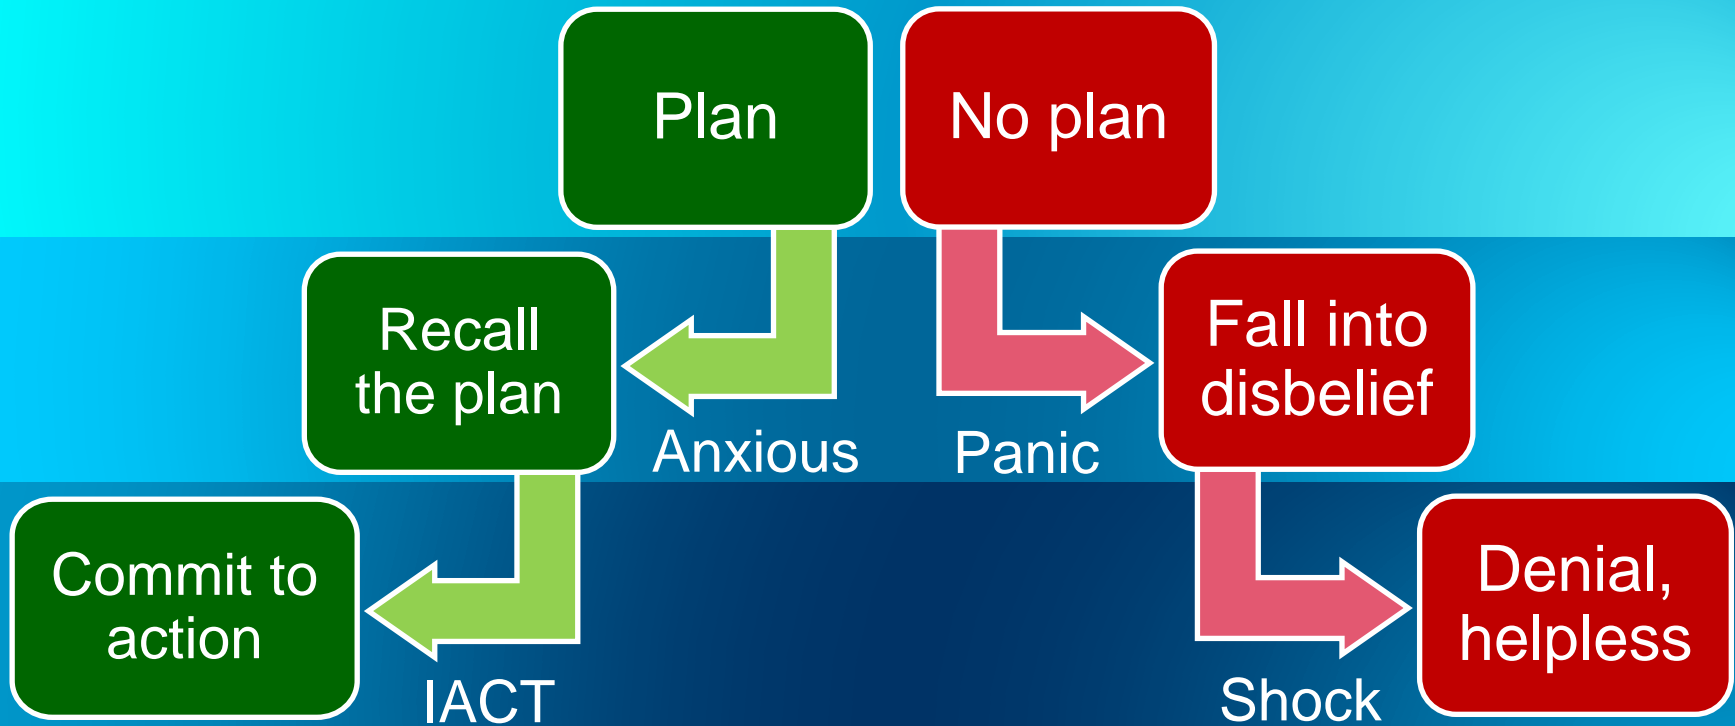 Plan
No plan
Recall
the plan
Anxious
Panic
Fall into
disbelief
Commit to
action
IACT
Shock
Denial,
helpless